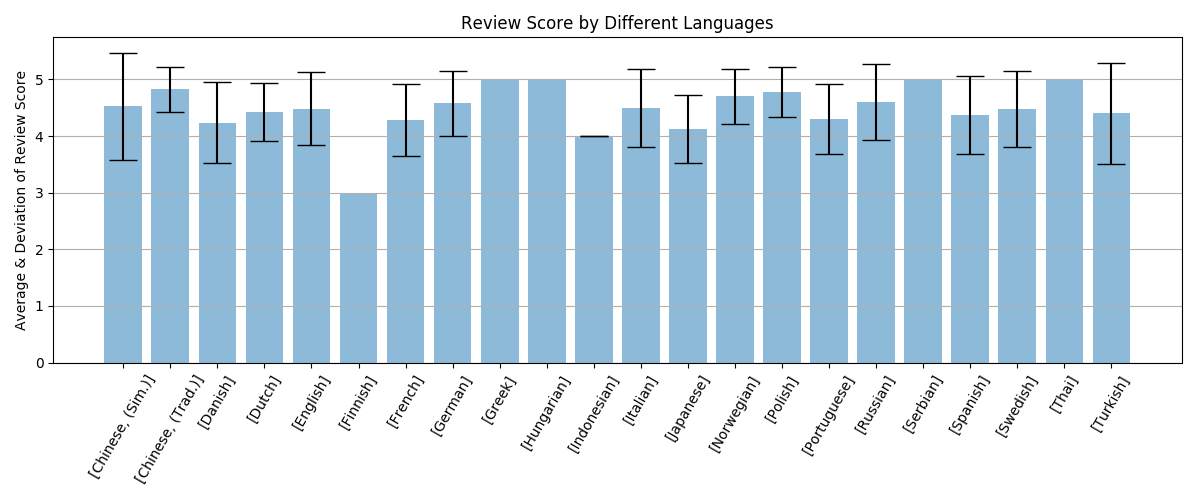 Review Score by Different Languages
Average & Deviation of Review Score
5
4
3
2
1
0
[Chinese, (Sim.)]
[Chinese, (Trad.)]
[Danish]
[Dutch]
[English]
[Finnish]
[French]
[German]
[Greek]
[Hungarian]
[Indonesian]
[Italian]
[Japanese]
[Norwegian]
[Polish]
[Portuguese]
[Russian]
[Serbian]
[Spanish]
[Swedish]
[Thai]
[Turkish]